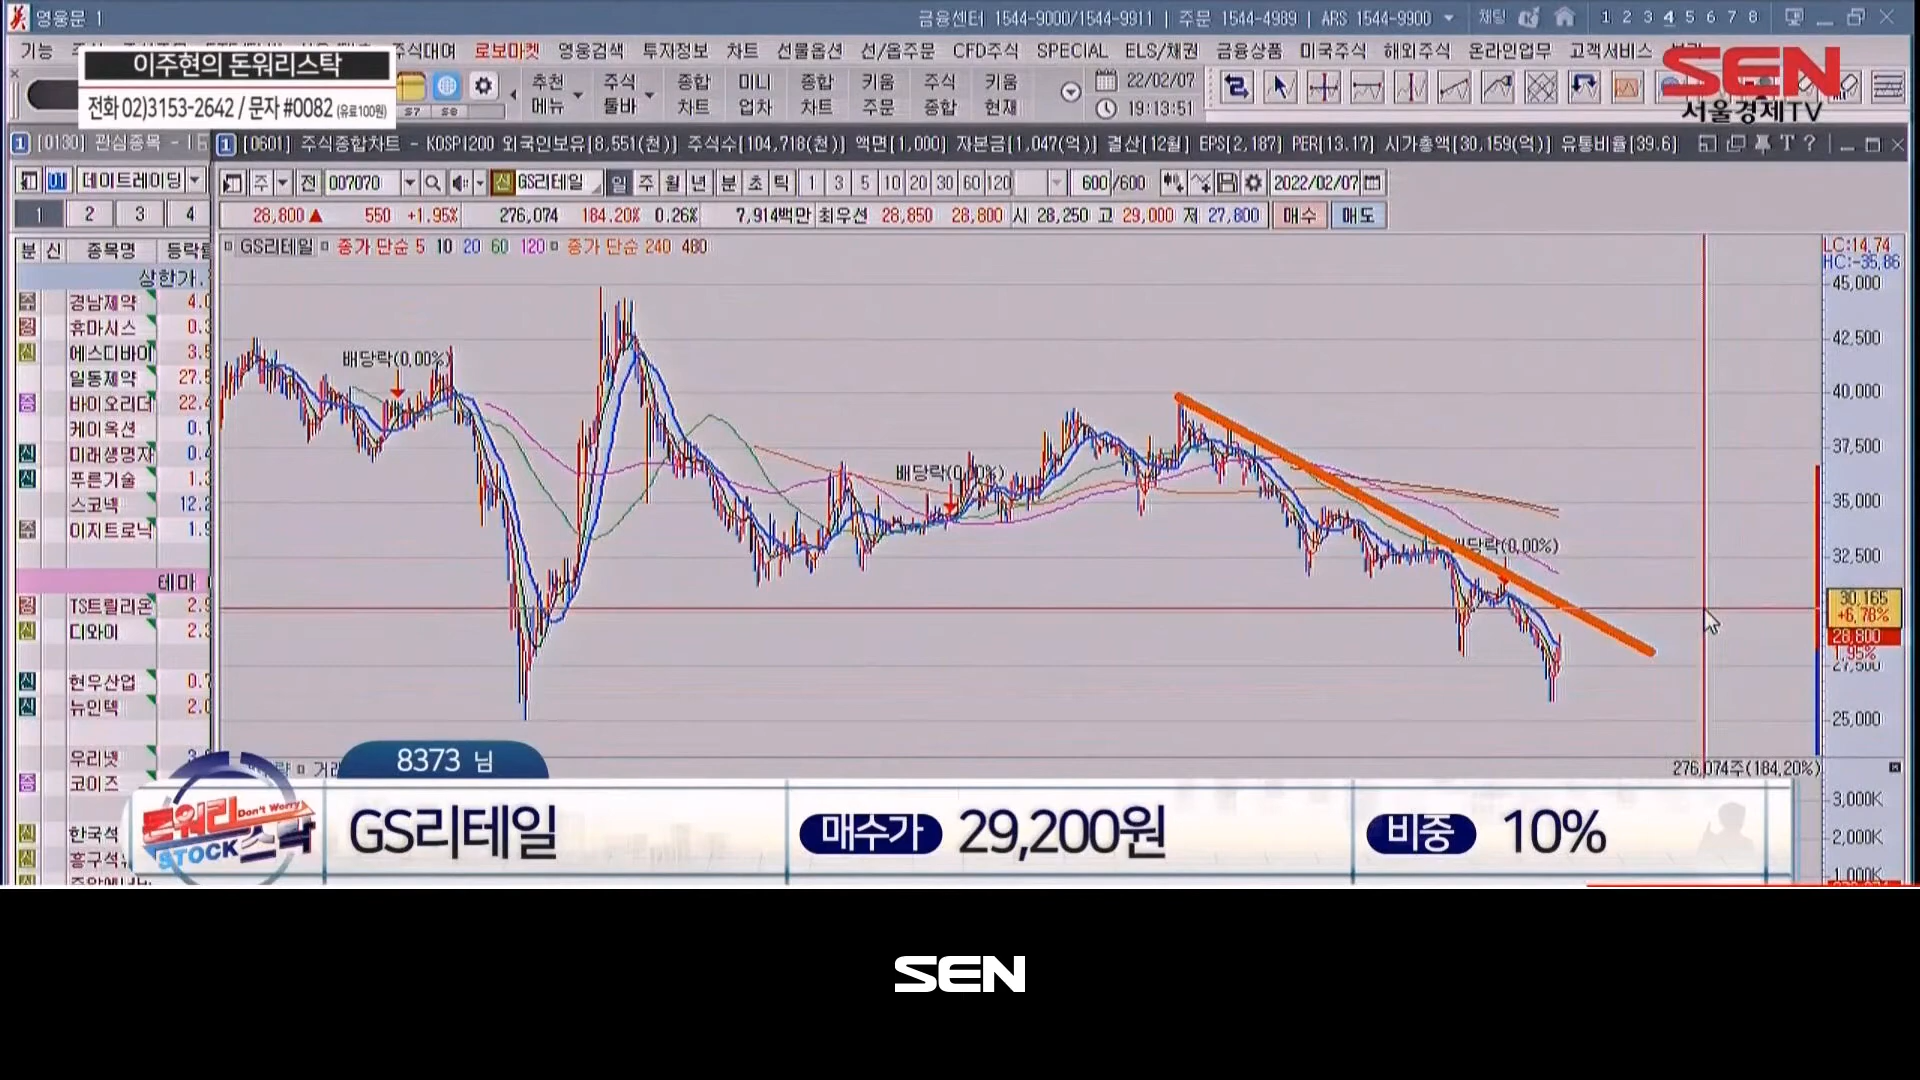 영웅문 1
금융센터 1544-9000/1544-9911 | 주문 1544-4989 | ARS 1544-9900
채팅
1 2 3 4 5 6 7 8
기능
주식대여 로보마켓 영웅검색 투자정보 차트 선물옵션 선/옵주문 CFD주식 SPECIAL ELS/채권 금융상품 미국주식 해외주식 온라인업무 고객서비스
이주현의 돈워리스탁
전화 02)3153-2642 / 문자 #0082 (유료100원)
추천 메뉴
주식 툴바
종합 차트
미니 업차
종합 차트
키움 주문
주식 종합
키움 현재
22/02/07
19:13:51
SEN
서울경제TV
[0130] 관심종목
[0601] 주식종합차트 - KOSPI200 외국인보유[8,551(천)] 주식수[104,718(천)] 액면[1,000] 자본금[1,047(억)] 결산[12월] EPS[2,187] PER[13.17] 시가총액[30,159(억)] 유통비율[39.6]
데이트레이딩
주 전 007070 신 GS리테일 일 주 월 년 분 초 틱 1 3 5 10 20 30 60 120 600/600 2022/02/07
1 2 3 4
28,800 ▲ 550 +1.95% 276,074 184.20% 0.26% 7,914백만 최우선 28,850 28,800 시 28,250 고 29,000 저 27,800 매수 매도
분 신 종목명 등락률
GS리테일 종가 단순 5 10 20 60 120 종가 단순 240 480
LC:14.74
HC:-35.86
상한가
경남제약 4.0
휴마시스 0.3
에스디바이 3.5
일동제약 27.5
바이오리더 22.4
케이옥션 0.1
미래생명자 0.4
푸른기술 1.3
스코넥 12.2
이지트로닉 1.9
테마
TS트릴리온 2.9
디와이 2.3
현우산업 0.7
뉴인텍 2.0
우리넷
코이즈
한국석
흥구석
배당락(0.00%)
배당락(0.00%)
배당락(0.00%)
45,000
42,500
40,000
37,500
35,000
32,500
30,165
+6.78%
28,800
1.95%
27,500
25,000
276,074주(184.20%)
3,000K
2,000K
1,000K
8373 님
돈워리 Don't Worry
STOCK 스탁
GS리테일
매수가 29,200원
비중 10%
SEN